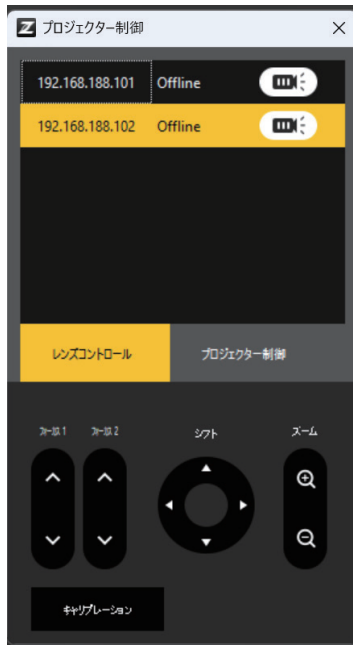 プロジェクター制御
192.168.188.101 Offline
192.168.188.102 Offline
レンズコントロール プロジェクター制御
フォーカス1 フォーカス2 シフト ズーム
キャリブレーション